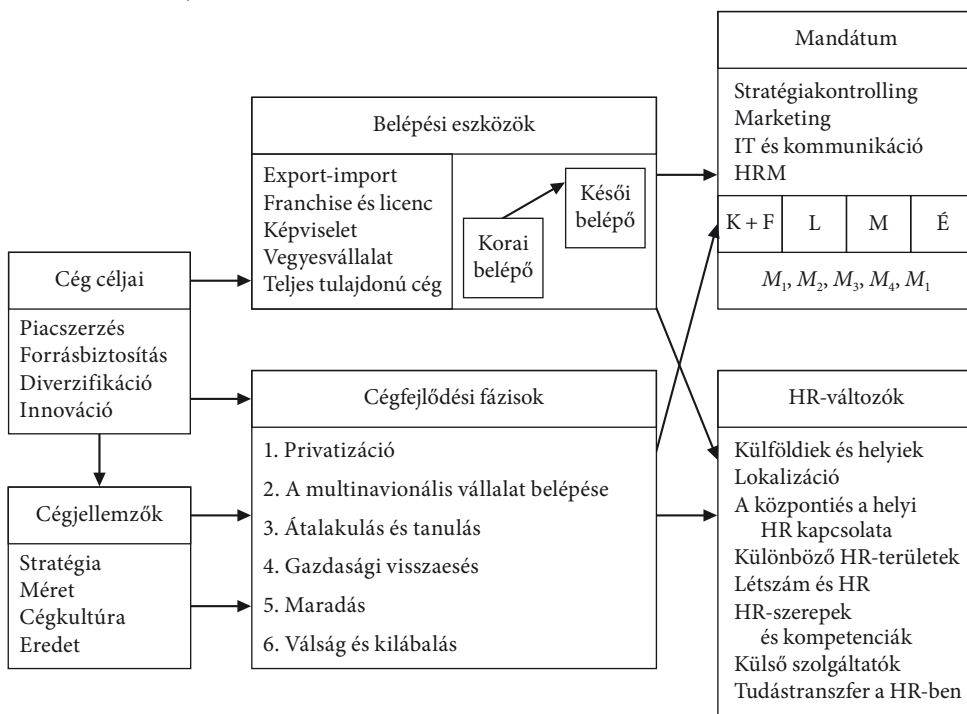 Cég céljai
Piacszerzés
Forrásbiztosítás
Diverzifikáció
Innováció
Cégjellemzők
Stratégia
Méret
Cégkultúra
Eredet
Belépési eszközök
Export-import
Franchise és licenc
Képviselet
Vegyesvállalat
Teljes tulajdonú cég
Korai
belépő
Késői
belépő
Cégfejlődési fázisok
1. Privatizáció
2. A multinavionális vállalat belépése
3. Átalakulás és tanulás
4. Gazdasági visszaesés
5. Maradás
6. Válság és kilábalás
Mandátum
Stratégiakontrolling
Marketing
IT és kommunikáció
HRM
K + F L M É
M₁, M₂, M₃, M₄, M₁
HR-változók
Külföldiek és helyiek
Lokalizáció
A központiés a helyi
HR kapcsolata
Különböző HR-területek
Létszám és HR
HR-szerepek
és kompetenciák
Külső szolgáltatók
Tudástranszfer a HR-ben